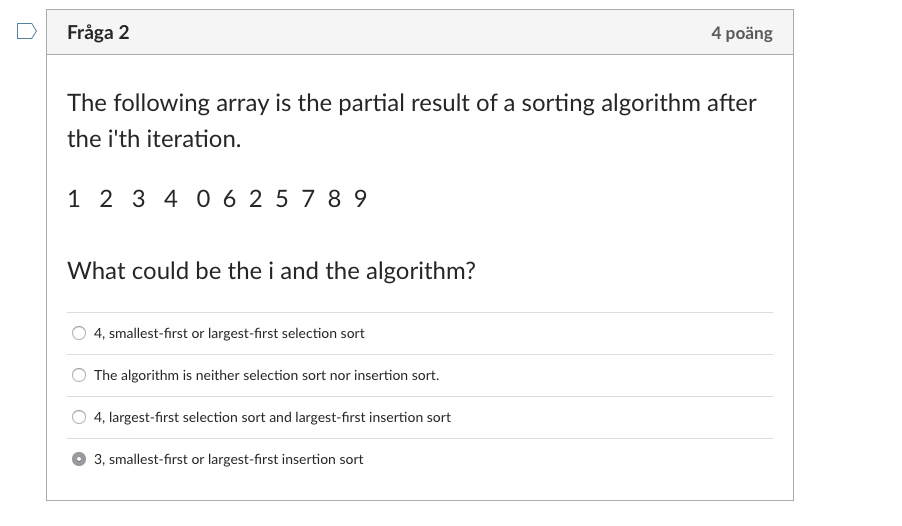 Fråga 2
4 poäng
The following array is the partial result of a sorting algorithm after
the i'th iteration.
1 2 3 4 0 6 2 5 7 8 9
What could be the i and the algorithm?
4, smallest-first or largest-first selection sort
The algorithm is neither selection sort nor insertion sort.
4, largest-first selection sort and largest-first insertion sort
3, smallest-first or largest-first insertion sort